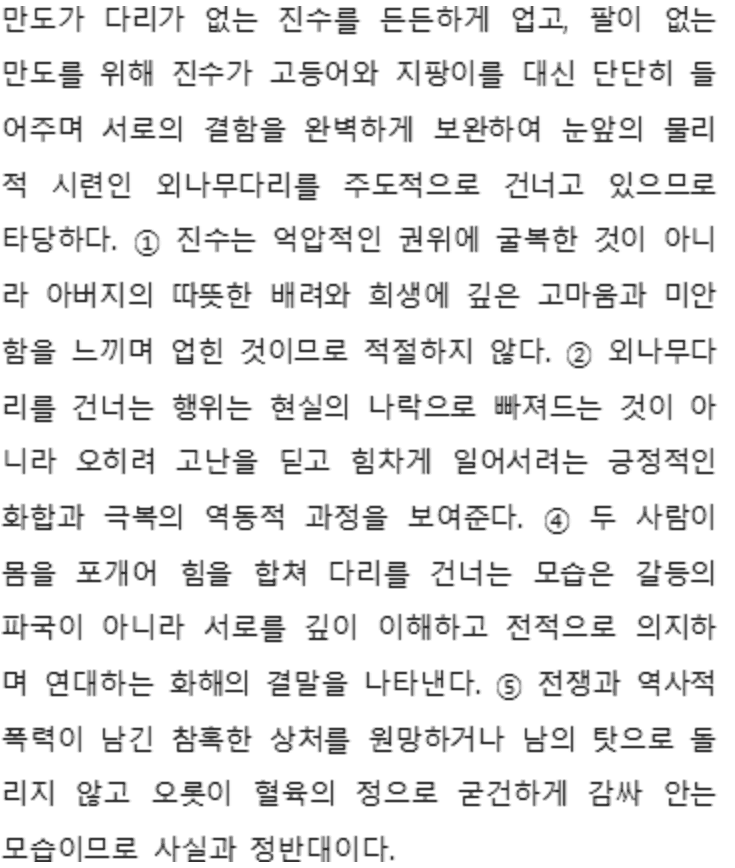 만도가 다리가 없는 진수를 든든하게 업고, 팔이 없는
만도를 위해 진수가 고등어와 지팡이를 대신 단단히 들
어주며 서로의 결함을 완벽하게 보완하여 눈앞의 물리
적 시련인 외나무다리를 주도적으로 건너고 있으므로
타당하다. ① 진수는 억압적인 권위에 굴복한 것이 아니
라 아버지의 따뜻한 배려와 희생에 깊은 고마움과 미안
함을 느끼며 업힌 것이므로 적절하지 않다. ② 외나무다
리를 건너는 행위는 현실의 나락으로 빠져드는 것이 아
니라 오히려 고난을 딛고 힘차게 일어서려는 긍정적인
화합과 극복의 역동적 과정을 보여준다. ④ 두 사람이
몸을 포개어 힘을 합쳐 다리를 건너는 모습은 갈등의
파국이 아니라 서로를 깊이 이해하고 전적으로 의지하
며 연대하는 화해의 결말을 나타낸다. ⑤ 전쟁과 역사적
폭력이 남긴 참혹한 상처를 원망하거나 남의 탓으로 돌
리지 않고 오롯이 혈육의 정으로 굳건하게 감싸 안는
모습이므로 사실과 정반대이다.